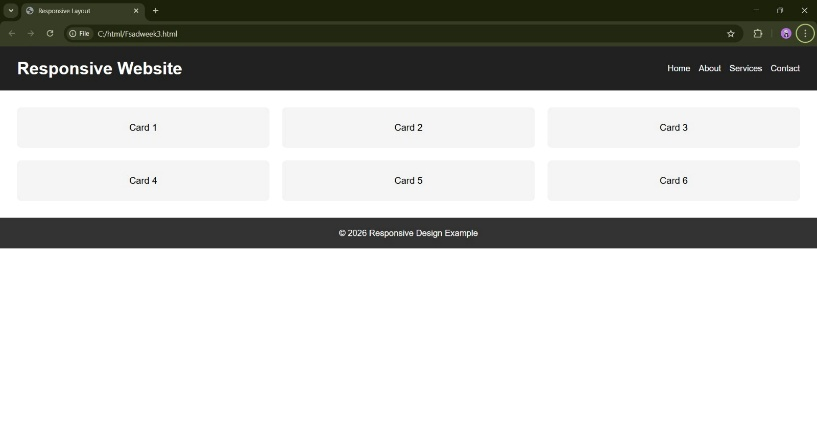 Responsive Layout
File C:/html/Fsadweek3.html
Responsive Website
Home About Services Contact
Card 1 Card 2 Card 3
Card 4 Card 5 Card 6
© 2026 Responsive Design Example